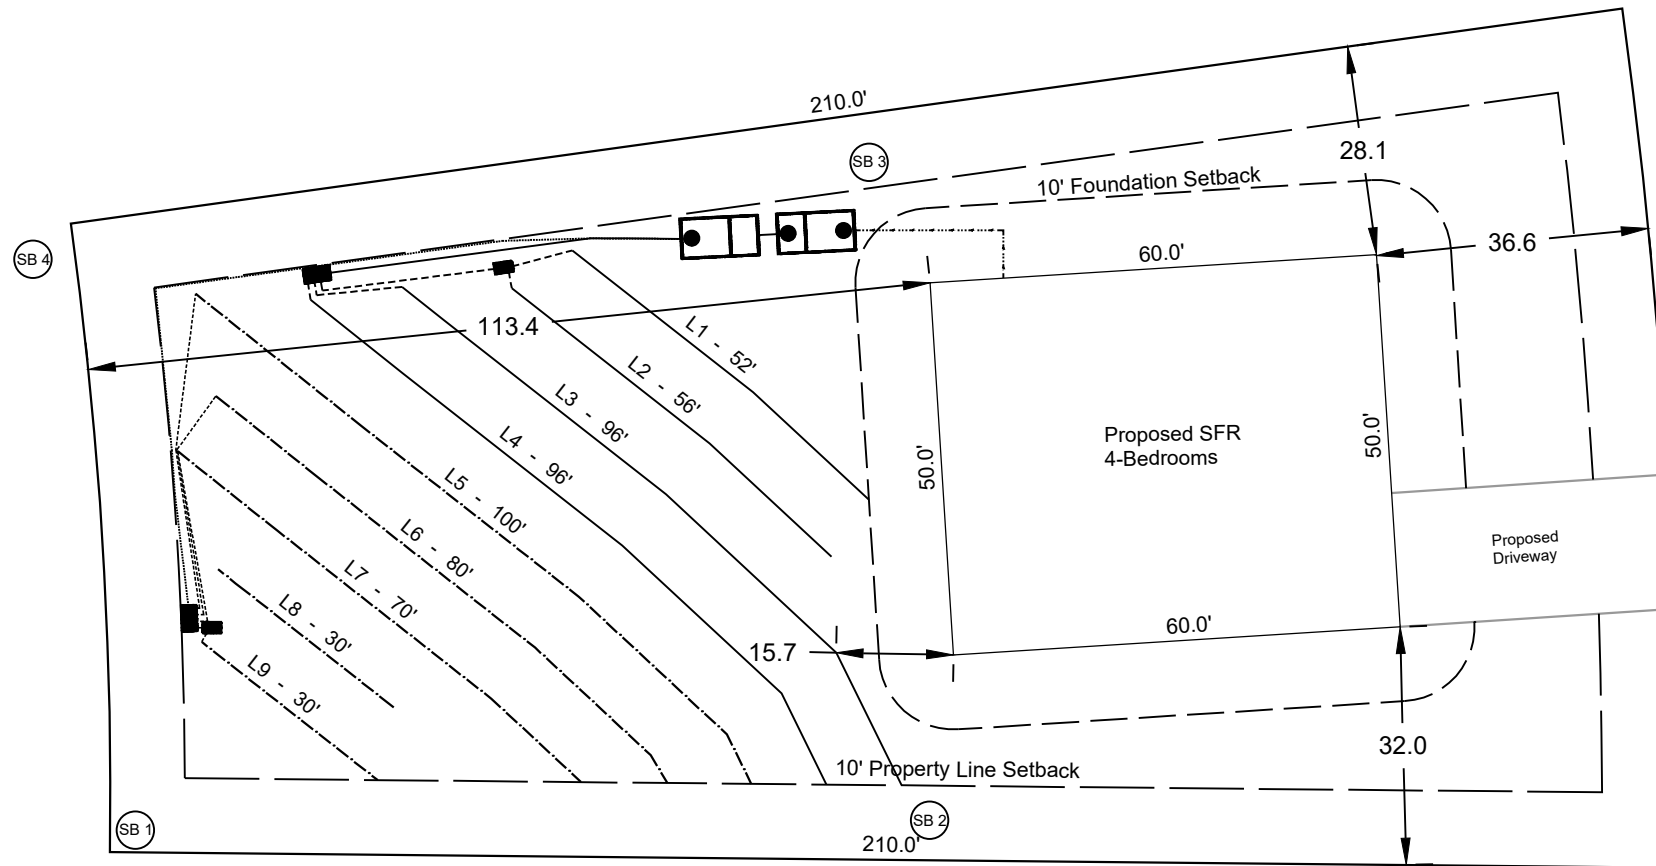 210.0'
28.1
SB 3
10' Foundation Setback
36.6
SB 4
60.0'
113.4
L1 - 52'
L2 - 56'
L3 - 96'
L4 - 96'
L5 - 100'
L6 - 80'
L7 - 70'
L8 - 30'
L9 - 30'
50.0'
Proposed SFR
4-Bedrooms
50.0'
Proposed
Driveway
60.0'
15.7
32.0
10' Property Line Setback
SB 1
SB 2
210.0'